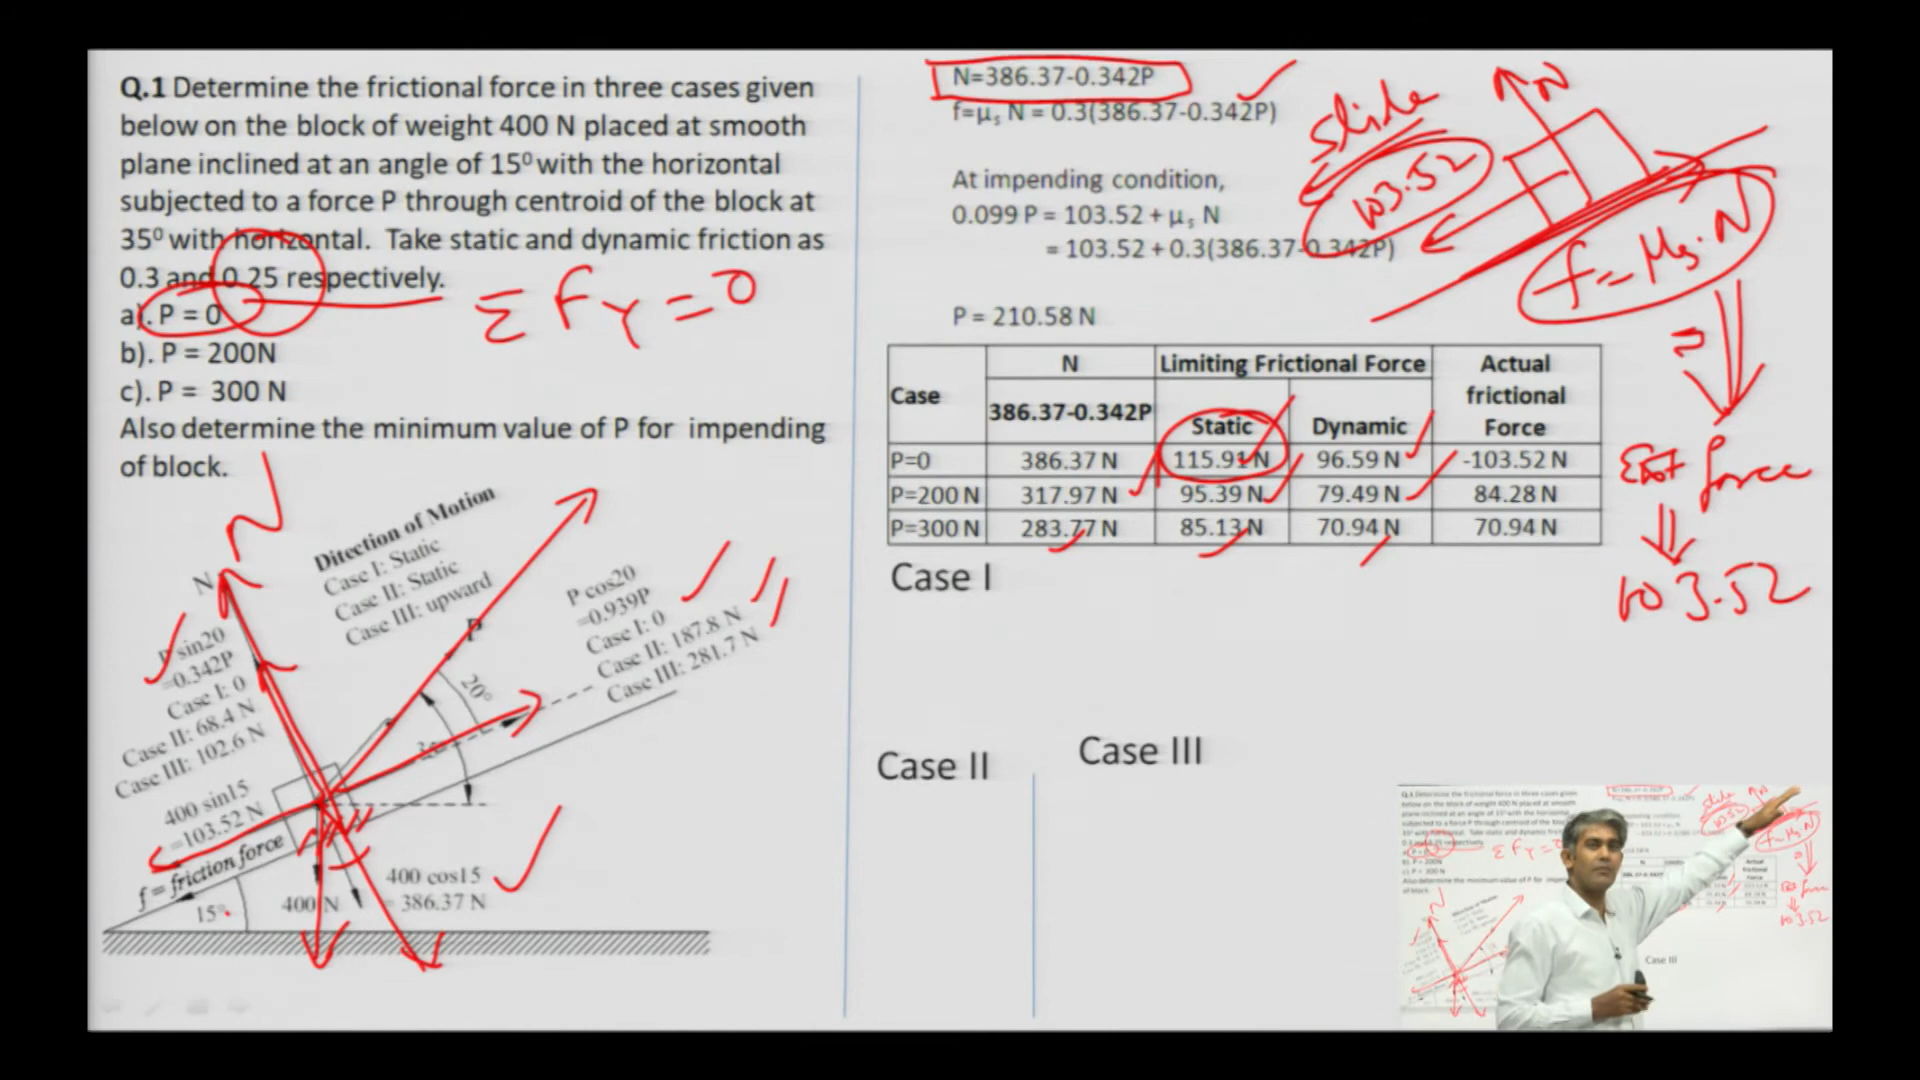 Q.1 Determine the frictional force in three cases given
below on the block of weight 400 N placed at smooth
plane inclined at an angle of 15⁰ with the horizontal
subjected to a force P through centroid of the block at
35⁰ with horizontal. Take static and dynamic friction as
0.3 and 0.25 respectively.
a). P = 0
b). P = 200N
c). P = 300 N
Also determine the minimum value of P for impending
of block.
Σ Fy = 0
N
N
Ditection of Motion
Case I: Static
Case II: Static
Case III: upward
P cos20
=0.939P
Case I: 0
Case II: 187.8 N
Case III: 281.7 N
P
20°
P sin20
=0.342P
Case I: 0
Case II: 68.4 N
Case III: 102.6 N
400 sin15
=103.52 N
f = friction force
15°
400 N
400 cos15
= 386.37 N
N=386.37-0.342P
f=μs N = 0.3(386.37-0.342P)
At impending condition,
0.099 P = 103.52 + μs N
= 103.52 + 0.3(386.37-0.342P)
P = 210.58 N
slide
103.52
N
f = μs.N
Case N Limiting Frictional Force Actual frictional Force
386.37-0.342P Static Dynamic
P=0 386.37 N 115.91 N 96.59 N -103.52 N
P=200 N 317.97 N 95.39 N 79.49 N 84.28 N
P=300 N 283.77 N 85.13 N 70.94 N 70.94 N
force
103.52
Case I
Case II
Case III
Case III